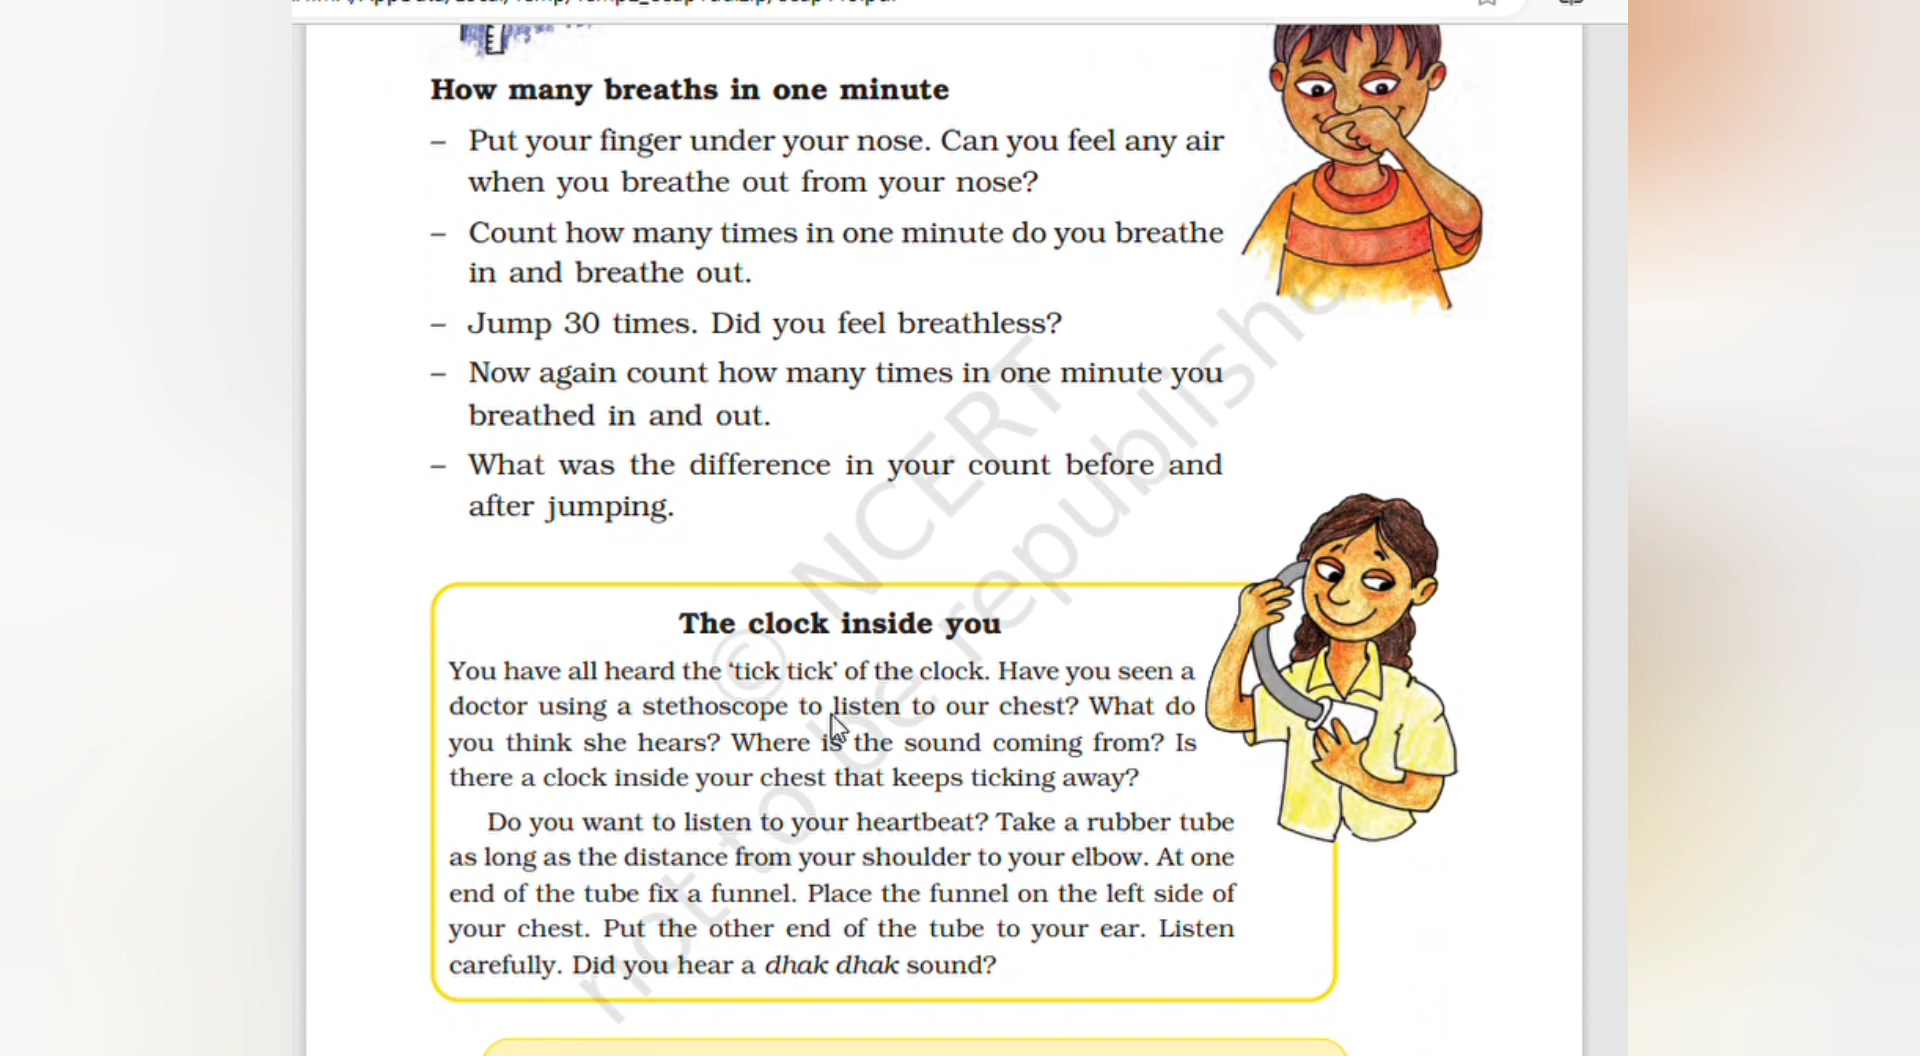 How many breaths in one minute
– Put your finger under your nose. Can you feel any air
when you breathe out from your nose?
– Count how many times in one minute do you breathe
in and breathe out.
– Jump 30 times. Did you feel breathless?
– Now again count how many times in one minute you
breathed in and out.
– What was the difference in your count before and
after jumping.
The clock inside you
You have all heard the ‘tick tick’ of the clock. Have you seen a
doctor using a stethoscope to listen to our chest? What do
you think she hears? Where is the sound coming from? Is
there a clock inside your chest that keeps ticking away?
Do you want to listen to your heartbeat? Take a rubber tube
as long as the distance from your shoulder to your elbow. At one
end of the tube fix a funnel. Place the funnel on the left side of
your chest. Put the other end of the tube to your ear. Listen
carefully. Did you hear a dhak dhak sound?
© NCERT
not to be republished